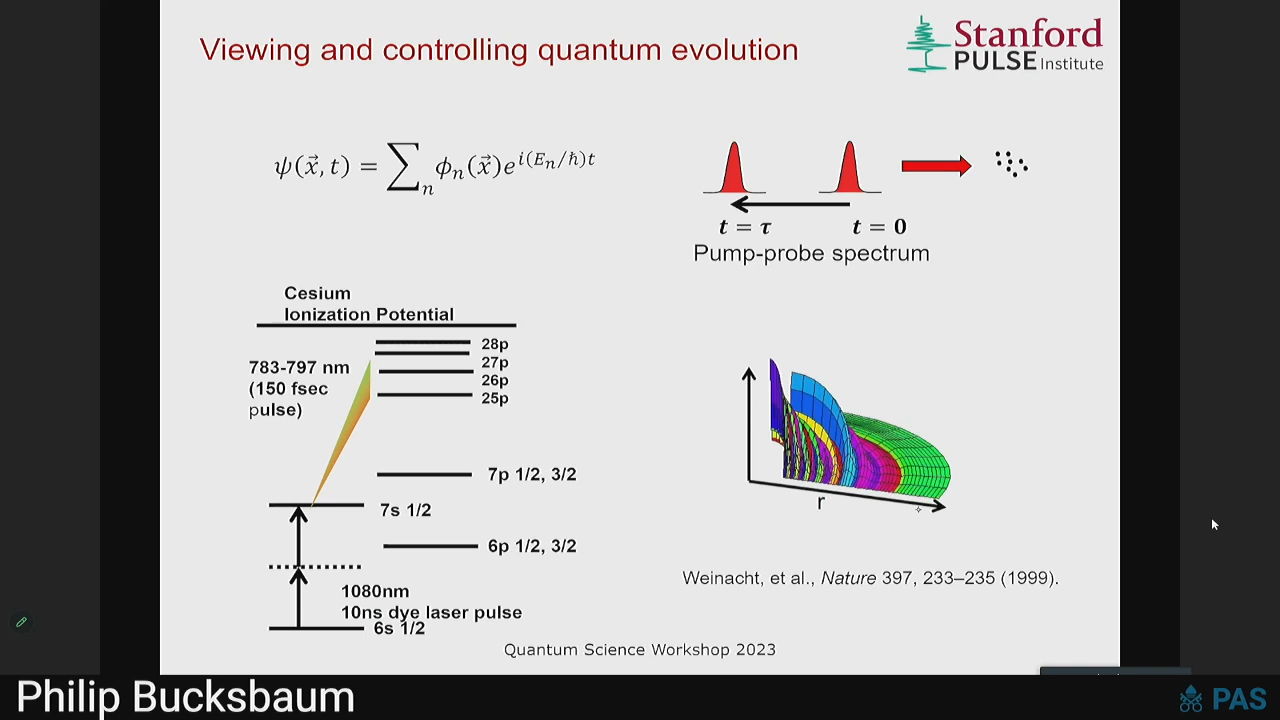 Viewing and controlling quantum evolution
Stanford
PULSE Institute
ψ(x⃗, t) = ∑ₙ ϕₙ(x⃗)e^{i(Eₙ/ℏ)t}
t = τ
t = 0
Pump-probe spectrum
Cesium
Ionization Potential
783-797 nm
(150 fsec
pulse)
28p
27p
26p
25p
7p 1/2, 3/2
7s 1/2
6p 1/2, 3/2
1080nm
10ns dye laser pulse
6s 1/2
r
Weinacht, et al., Nature 397, 233–235 (1999).
Quantum Science Workshop 2023
Philip Bucksbaum
PAS